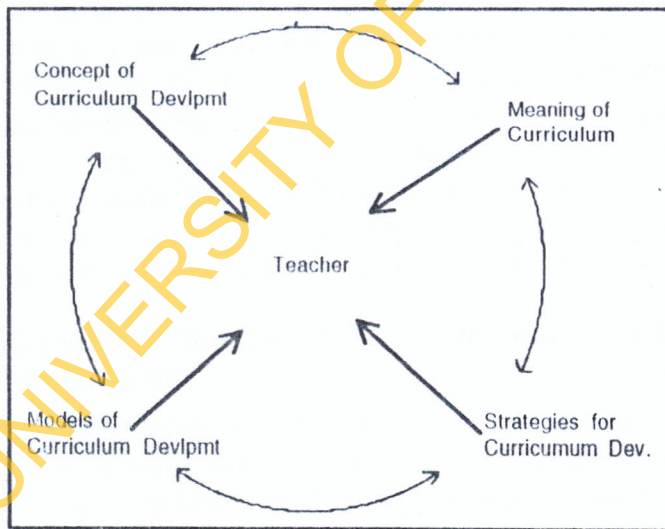 Concept of
Curriculum Devlpmt
Meaning of
Curriculum
Teacher
Models of
Curriculum Devlpmt
Strategies for
Curricumum Dev.
UNIVERSITY OF